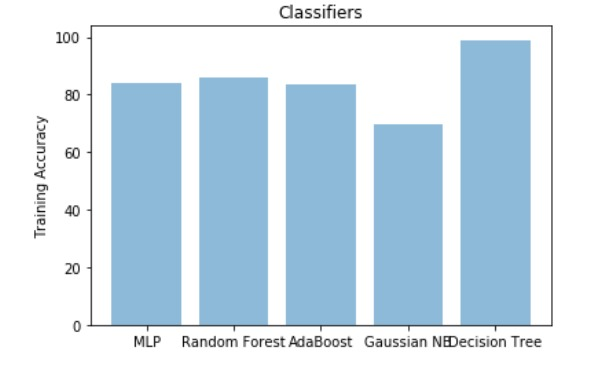 Classifiers
Training Accuracy
100
80
60
40
20
0
MLP Random Forest AdaBoost Gaussian NB Decision Tree